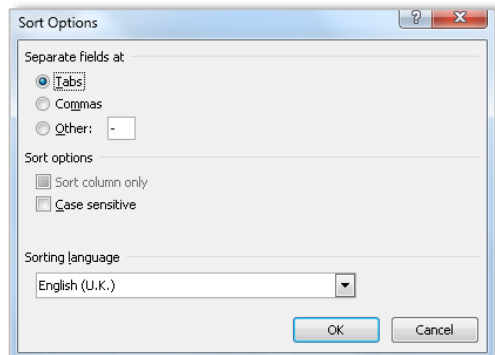 Sort Options
Separate fields at
Tabs
Commas
Other: -
Sort options
Sort column only
Case sensitive
Sorting language
English (U.K.)
OK Cancel